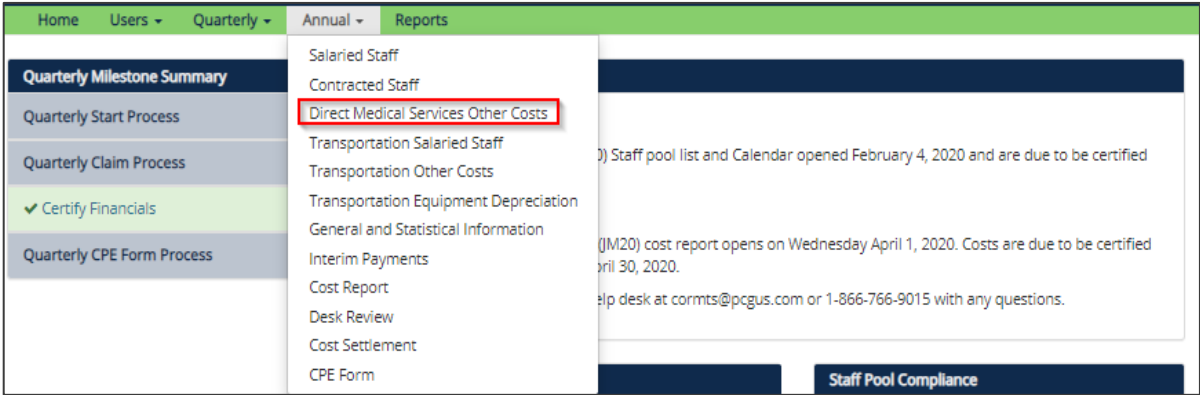 Home Users Quarterly Annual Reports
Quarterly Milestone Summary
Quarterly Start Process
Quarterly Claim Process
Certify Financials
Quarterly CPE Form Process
Salaried Staff
Contracted Staff
Direct Medical Services Other Costs
Transportation Salaried Staff
Transportation Other Costs
Transportation Equipment Depreciation
General and Statistical Information
Interim Payments
Cost Report
Desk Review
Cost Settlement
CPE Form
) Staff pool list and Calendar opened February 4, 2020 and are due to be certified
(JM20) cost report opens on Wednesday April 1, 2020. Costs are due to be certified
ril 30, 2020.
lp desk at cormts@pcgus.com or 1-866-766-9015 with any questions.
Staff Pool Compliance